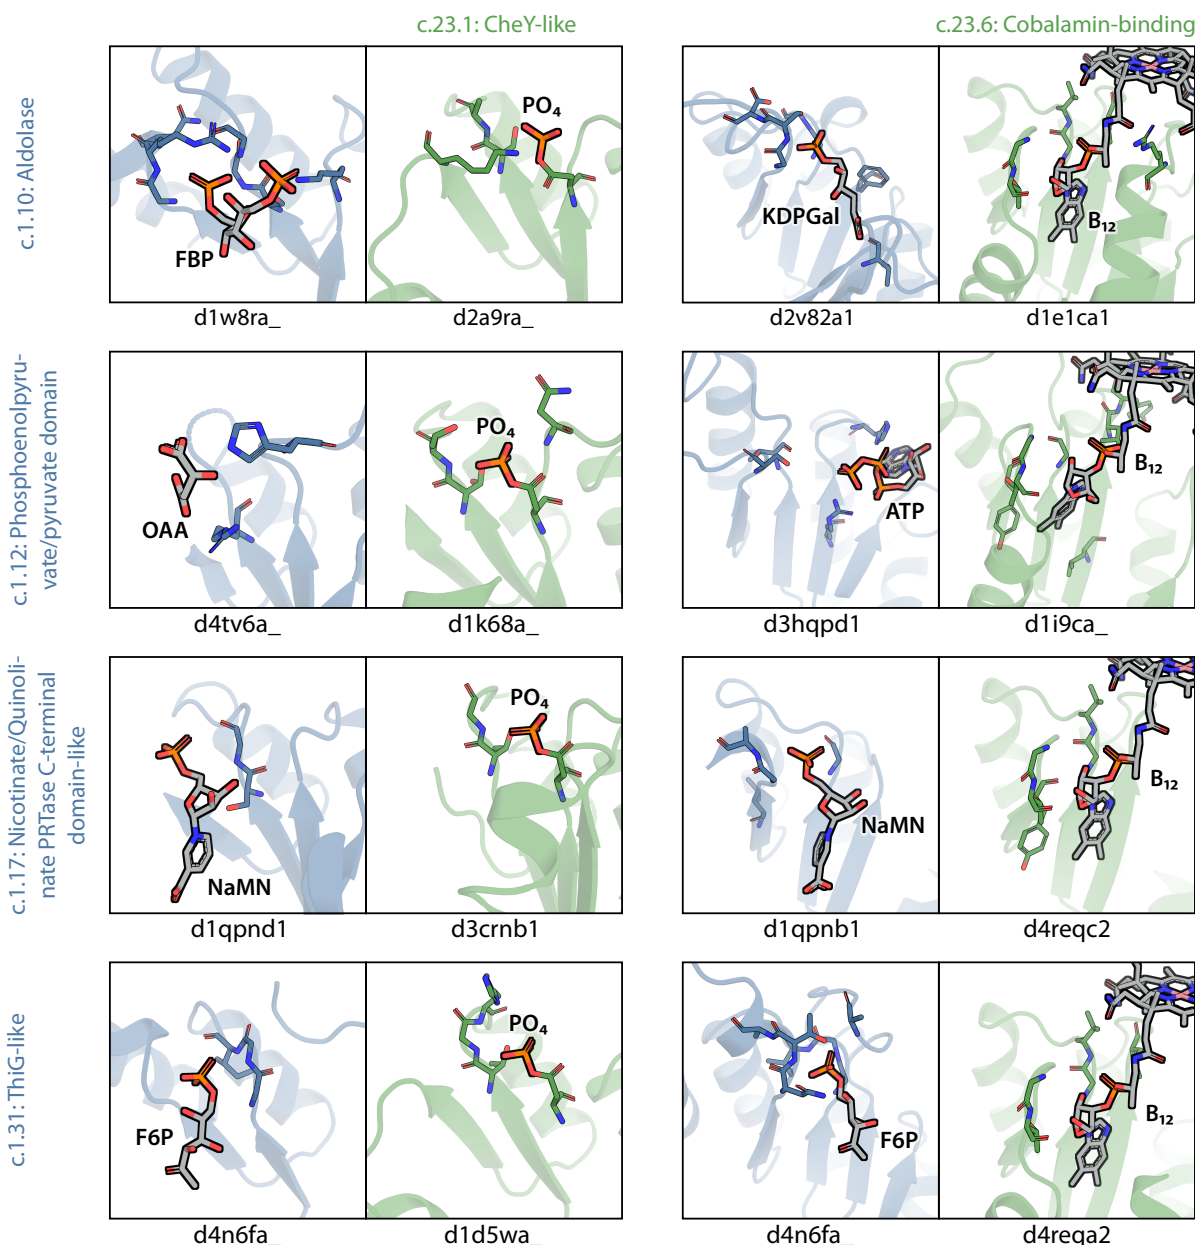 c.23.1: CheY-like
c.23.6: Cobalamin-binding
c.1.10: Aldolase
FBP
PO4
KDPGal
B12
d1w8ra_
d2a9ra_
d2v82a1
d1e1ca1
c.1.12: Phosphoenolpyru-
vate/pyruvate domain
OAA
PO4
ATP
B12
d4tv6a_
d1k68a_
d3hqpd1
d1i9ca_
c.1.17: Nicotinate/Quinoli-
nate PRTase C-terminal
domain-like
NaMN
PO4
NaMN
B12
d1qpnd1
d3crnb1
d1qpnb1
d4reqc2
c.1.31: ThiG-like
F6P
PO4
F6P
B12
d4n6fa_
d1d5wa_
d4n6fa_
d4reqa2